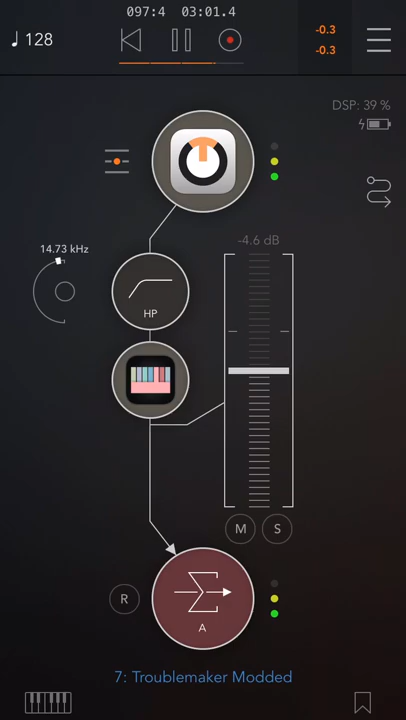 097:4 03:01.4
♩128
-0.3
-0.3
DSP: 39 %
14.73 kHz
-4.6 dB
HP
M S
R
A
7: Troublemaker Modded